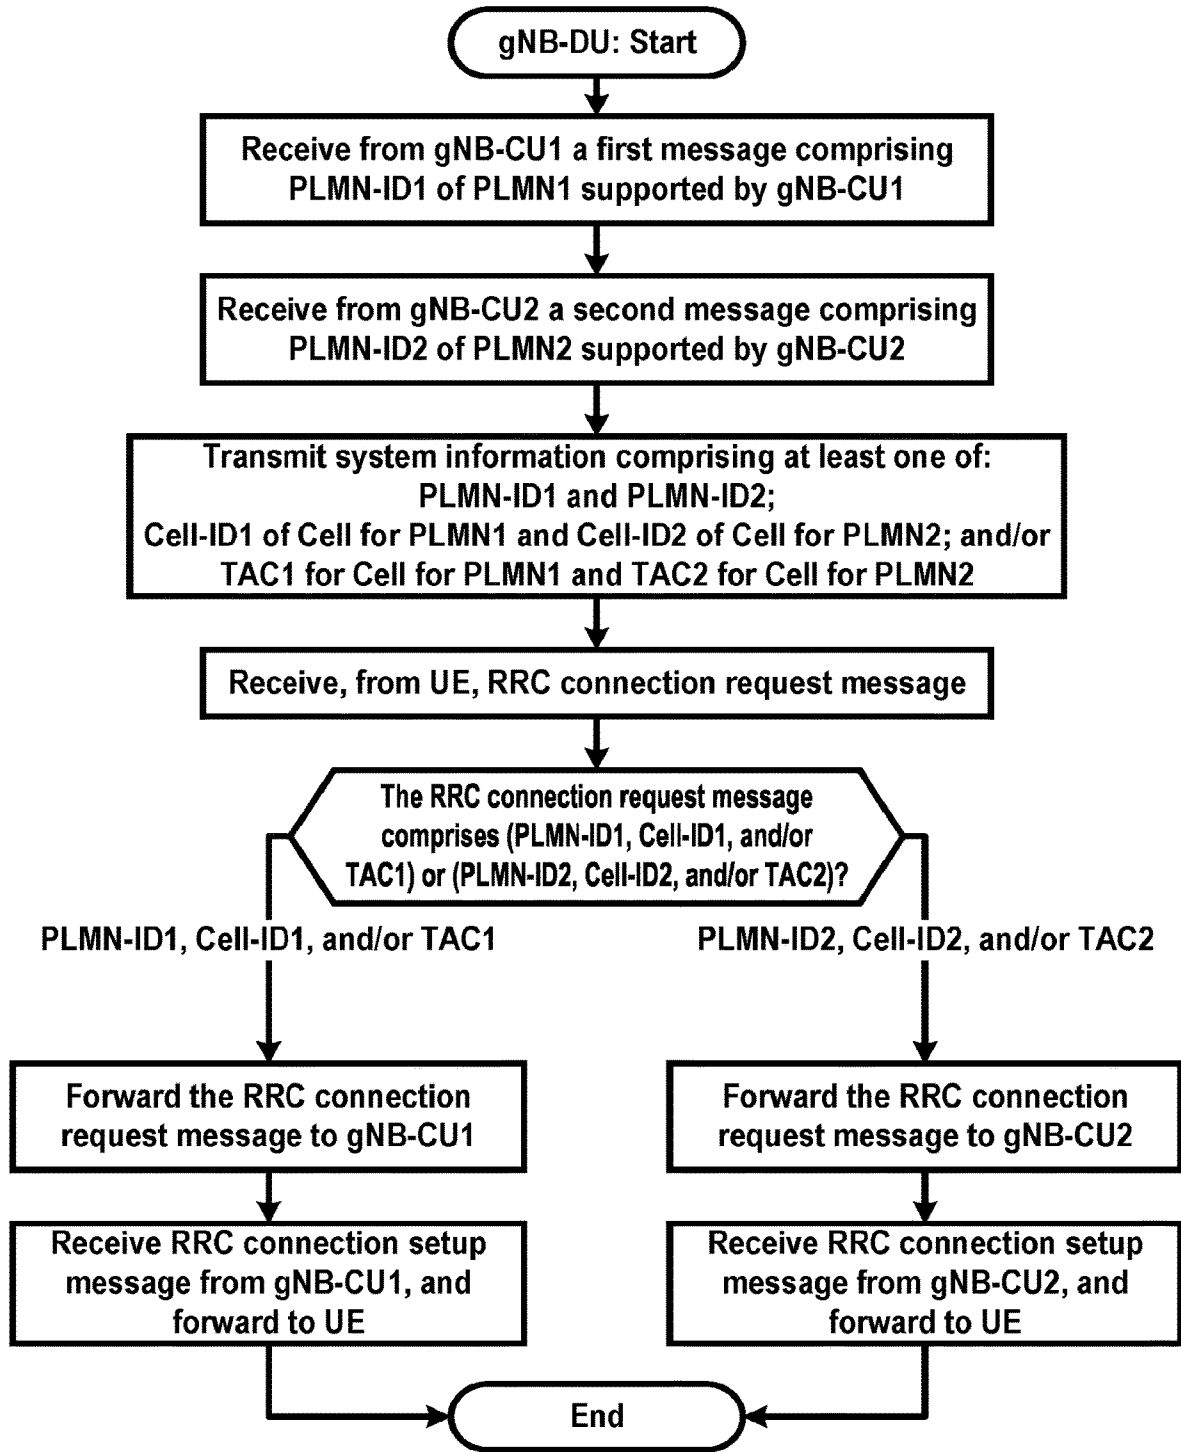 gNB-DU: Start
Receive from gNB-CU1 a first message comprising
PLMN-ID1 of PLMN1 supported by gNB-CU1
Receive from gNB-CU2 a second message comprising
PLMN-ID2 of PLMN2 supported by gNB-CU2
Transmit system information comprising at least one of:
PLMN-ID1 and PLMN-ID2;
Cell-ID1 of Cell for PLMN1 and Cell-ID2 of Cell for PLMN2; and/or
TAC1 for Cell for PLMN1 and TAC2 for Cell for PLMN2
Receive, from UE, RRC connection request message
The RRC connection request message
comprises (PLMN-ID1, Cell-ID1, and/or
TAC1) or (PLMN-ID2, Cell-ID2, and/or TAC2)?
PLMN-ID1, Cell-ID1, and/or TAC1
PLMN-ID2, Cell-ID2, and/or TAC2
Forward the RRC connection
request message to gNB-CU1
Forward the RRC connection
request message to gNB-CU2
Receive RRC connection setup
message from gNB-CU1, and
forward to UE
Receive RRC connection setup
message from gNB-CU2, and
forward to UE
End